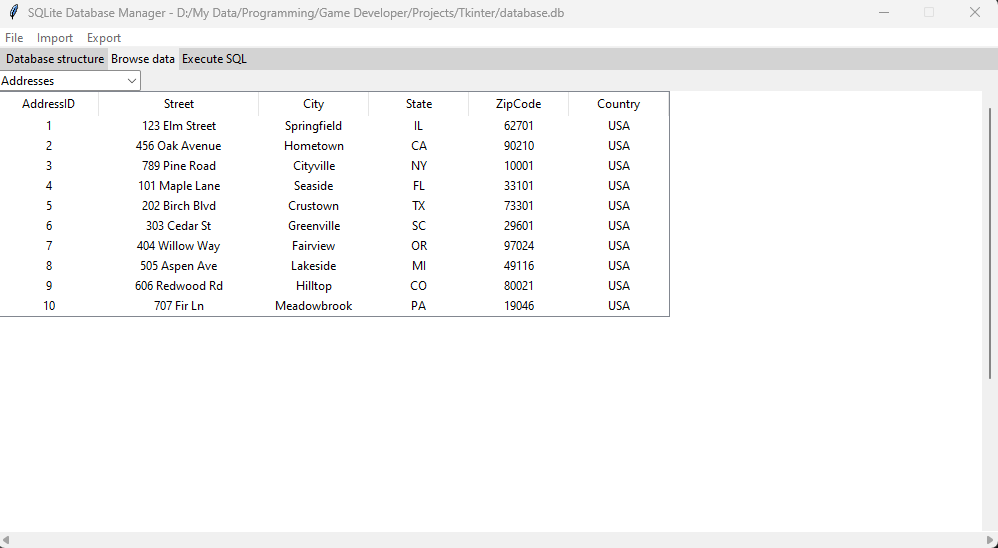 SQLite Database Manager - D:/My Data/Programming/Game Developer/Projects/Tkinter/database.db
File Import Export
Database structure Browse data Execute SQL
Addresses
AddressID Street City State ZipCode Country
1 123 Elm Street Springfield IL 62701 USA
2 456 Oak Avenue Hometown CA 90210 USA
3 789 Pine Road Cityville NY 10001 USA
4 101 Maple Lane Seaside FL 33101 USA
5 202 Birch Blvd Crustown TX 73301 USA
6 303 Cedar St Greenville SC 29601 USA
7 404 Willow Way Fairview OR 97024 USA
8 505 Aspen Ave Lakeside MI 49116 USA
9 606 Redwood Rd Hilltop CO 80021 USA
10 707 Fir Ln Meadowbrook PA 19046 USA